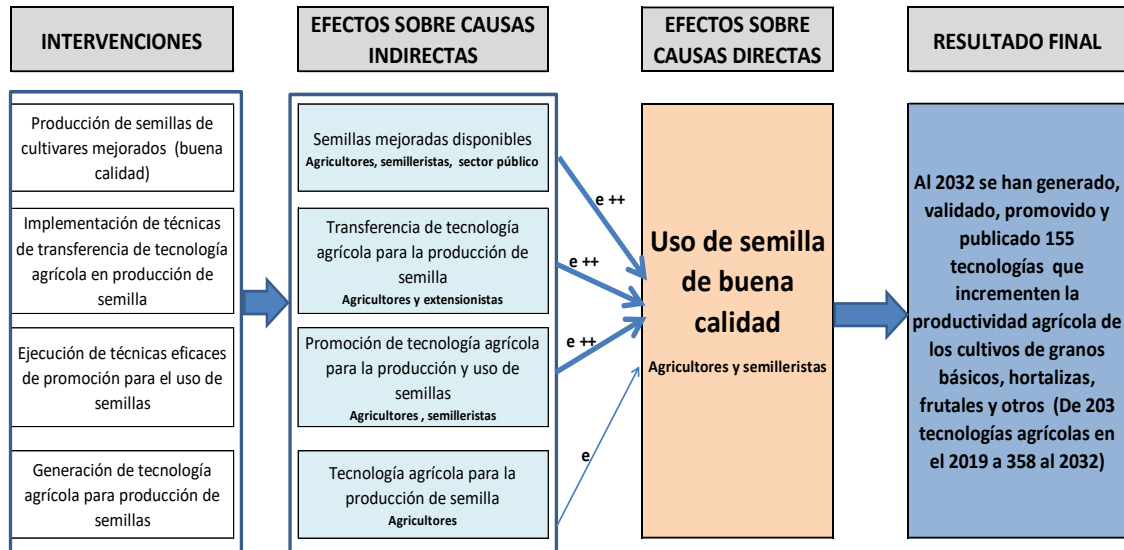 INTERVENCIONES
EFECTOS SOBRE CAUSAS
INDIRECTAS
EFECTOS SOBRE
CAUSAS DIRECTAS
RESULTADO FINAL
Producción de semillas de
cultivares mejorados (buena
calidad)
Implementación de técnicas
de transferencia de tecnología
agrícola en producción de
semilla
Ejecución de técnicas eficaces
de promoción para el uso de
semillas
Generación de tecnología
agrícola para producción de
semillas
Semillas mejoradas disponibles
Agricultores, semilleristas, sector público
Transferencia de tecnología
agrícola para la producción de
semilla
Agricultores y extensionistas
Promoción de tecnología agrícola
para la producción y uso de
semillas
Agricultores , semilleristas
Tecnología agrícola para la
producción de semilla
Agricultores
e ++
e ++
e ++
e
Uso de semilla
de buena
calidad
Agricultores y semilleristas
Al 2032 se han generado,
validado, promovido y
publicado 155
tecnologías que
incrementen la
productividad agrícola de
los cultivos de granos
básicos, hortalizas,
frutales y otros (De 203
tecnologías agrícolas en
el 2019 a 358 al 2032)